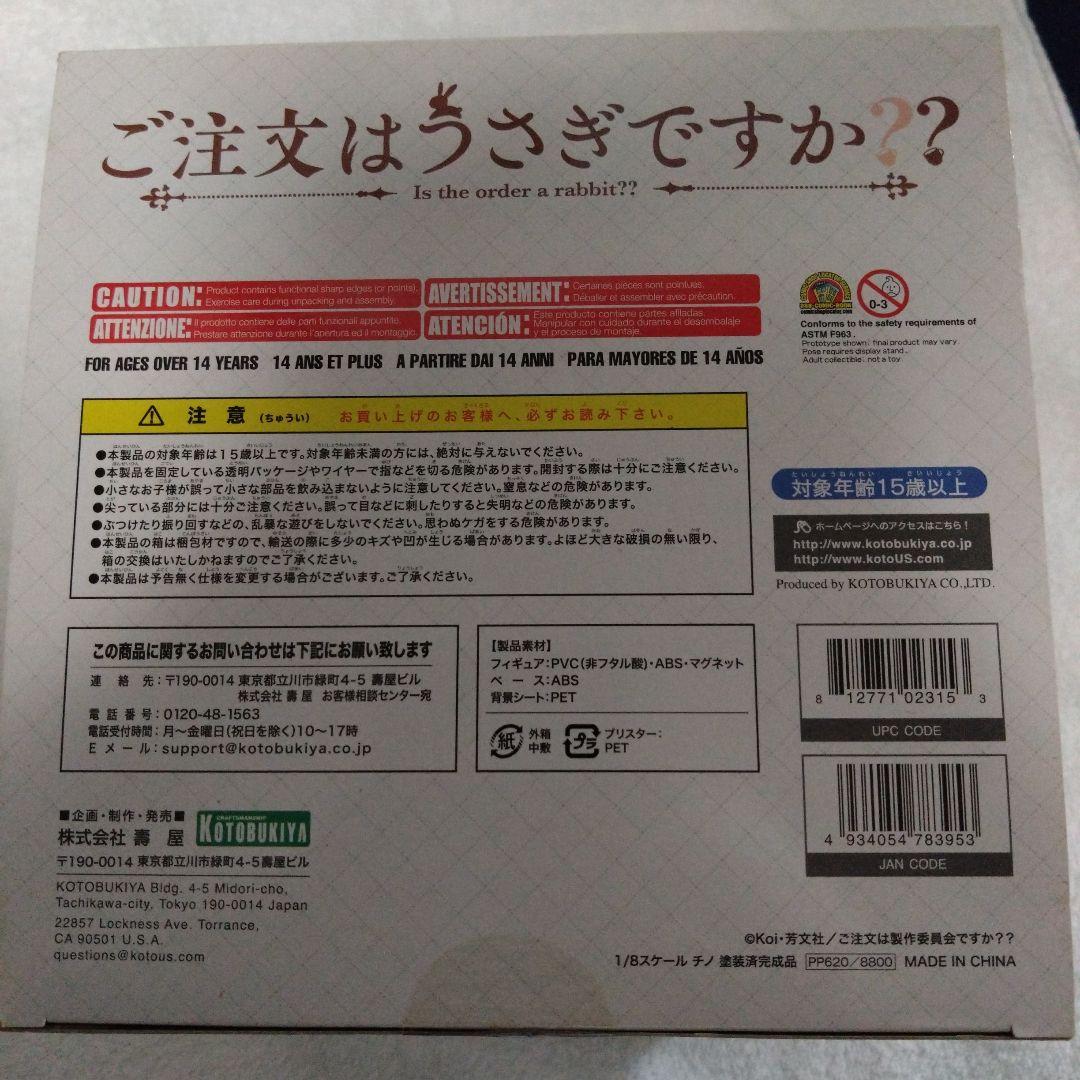 ご注文はうさぎですか??
Is the order a rabbit??
CAUTION: Product contains functional sharp edges (or points).
Exercise care during unpacking and assembly.
AVERTISSEMENT: Certaines pièces sont pointues.
Déballer et assembler avec précaution.
ATTENZIONE: Il prodotto contiene delle parti funzionali appuntite.
Prestare attenzione durante l'apertura ed il montaggio.
ATENCIÓN: Este producto contiene partes afiladas.
Manipular con cuidado durante el desembalaje
y el proceso de montaje.
0-3
Conforms to the safety requirements of
ASTM F963.
Prototype shown, final product may vary.
Pose requires display stand.
Adult collectible, not a toy
FOR AGES OVER 14 YEARS 14 ANS ET PLUS A PARTIRE DAI 14 ANNI PARA MAYORES DE 14 AÑOS
注意(ちゅうい) お買い上げのお客様へ、必ずお読み下さい。
●本製品の対象年齢は15歳以上です。対象年齢未満の方には、絶対に与えないでください。
●本製品を固定している透明パッケージやワイヤーで指などを切る危険があります。開封する際は十分にご注意ください。
●小さなお子様が誤って小さな部品を飲み込まないように注意してください。窒息などの危険があります。
●尖っている部分には十分ご注意ください。誤って目などに刺したりすると失明などの危険があります。
●ぶつけたり振り回すなどの、乱暴な遊びをしないでください。思わぬケガをする危険があります。
●本製品の箱は梱包材ですので、輸送の際に多少のキズや凹が生じる場合があります。よほど大きな破損の無い限り、
箱の交換はいたしかねますのでご了承ください。
●本製品は予告無く仕様を変更する場合がございます。ご了承ください。
たいしょうねんれい さいいじょう
対象年齢15歳以上
ホームページへのアクセスはこちら!
http://www.kotobukiya.co.jp
http://www.kotoUS.com
Produced by KOTOBUKIYA CO.,LTD.
この商品に関するお問い合わせは下記にお願い致します
連絡先:〒190-0014 東京都立川市緑町4-5 壽屋ビル
株式会社 壽屋 お客様相談センター宛
電話番号:0120-48-1563
電話受付時間:月〜金曜日(祝日を除く)10〜17時
Eメール:support@kotobukiya.co.jp
【製品素材】
フィギュア:PVC(非フタル酸)・ABS・マグネット
ベース:ABS
背景シート:PET
紙 外箱
中敷
プラ ブリスター:
PET
8 12771 02315 3
UPC CODE
4 934054 783953
JAN CODE
■企画・制作・発売■
株式会社 壽屋
CRAFTSMANSHIP
KOTOBUKIYA
〒190-0014 東京都立川市緑町4-5壽屋ビル
KOTOBUKIYA Bldg. 4-5 Midori-cho,
Tachikawa-city, Tokyo 190-0014 Japan
22857 Lockness Ave. Torrance,
CA 90501 U.S.A.
questions@kotous.com
©Koi・芳文社/ご注文は製作委員会ですか??
1/8スケール チノ 塗装済完成品 PP620/8800 MADE IN CHINA